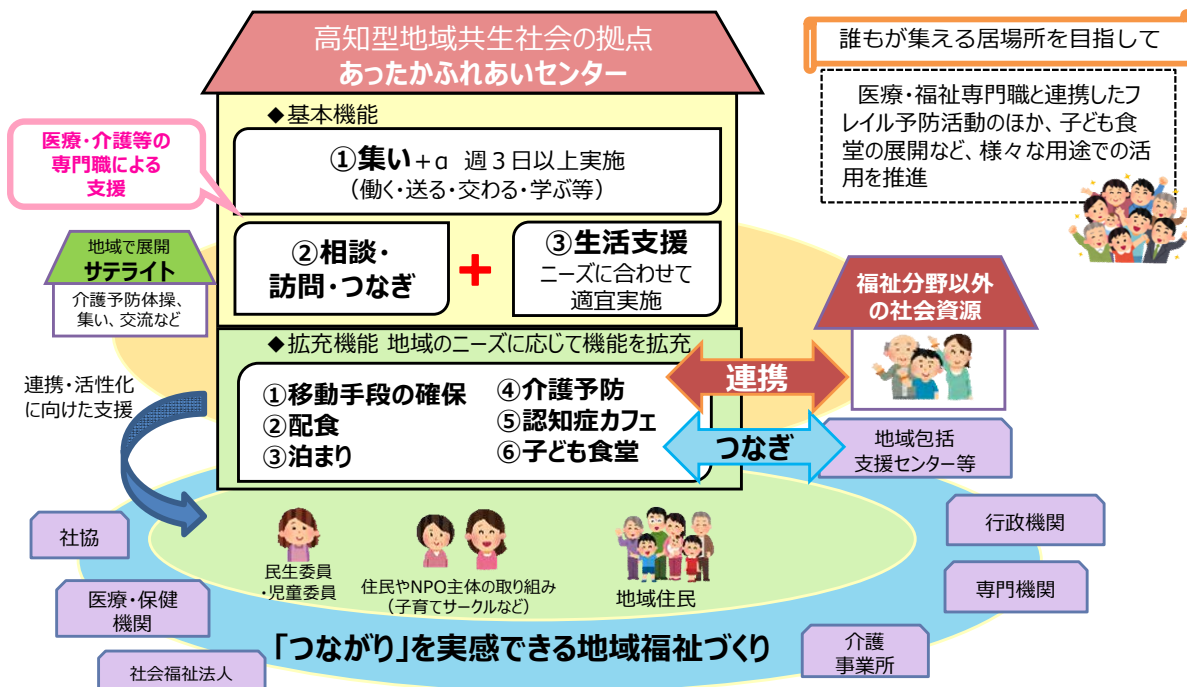 高知型地域共生社会の拠点
あったかふれあいセンター
誰もが集える居場所を目指して
医療・福祉専門職と連携したフ
レイル予防活動のほか、子ども食
堂の展開など、様々な用途での活
用を推進
◆基本機能
①集い+α 週３日以上実施
(働く・送る・交わる・学ぶ等)
医療・介護等の
専門職による
支援
②相談・
訪問・つなぎ
+
③生活支援
ニーズに合わせて
適宜実施
地域で展開
サテライト
介護予防体操、
集い、交流など
福祉分野以外
の社会資源
◆拡充機能 地域のニーズに応じて機能を拡充
①移動手段の確保
②配食
③泊まり
④介護予防
⑤認知症カフェ
⑥子ども食堂
連携
つなぎ
連携・活性化
に向けた支援
地域包括
支援センター等
社協
医療・保健
機関
社会福祉法人
民生委員
・児童委員
住民やNPO主体の取り組み
(子育てサークルなど)
地域住民
行政機関
専門機関
介護
事業所
「つながり」を実感できる地域福祉づくり